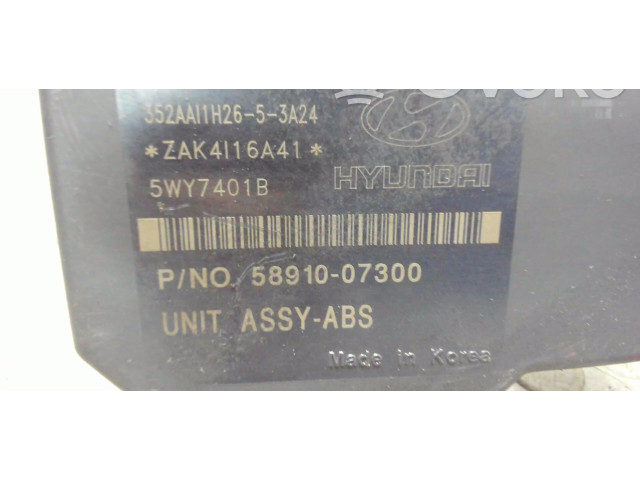 352AAI1H26-5-3A24
*ZAK4I16A41*
5WY7401B
HYUNDAI
P/NO. 58910-07300
UNIT ASSY-ABS
Made in Korea